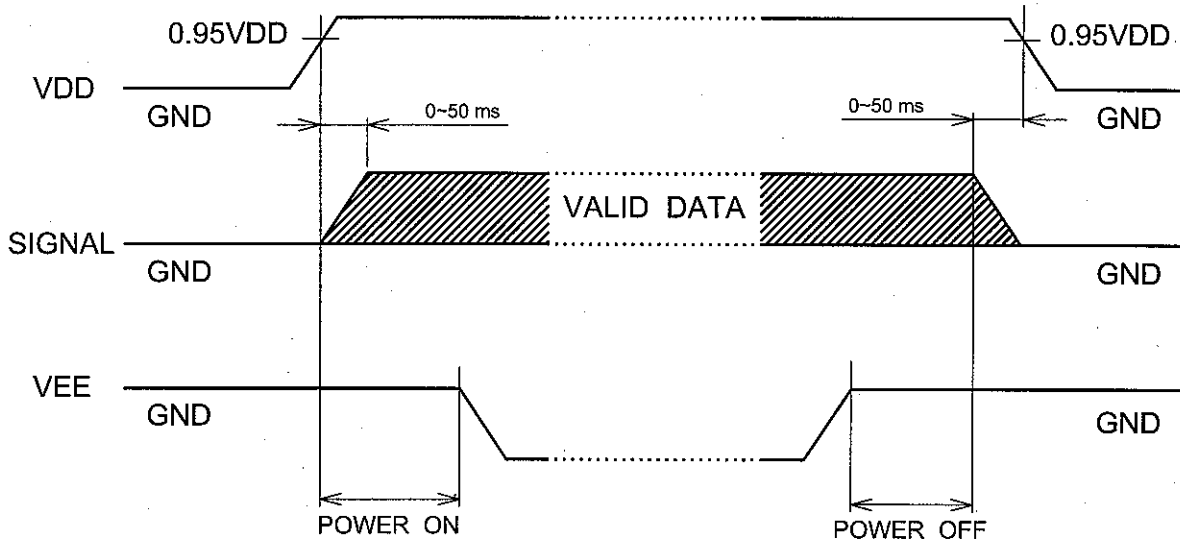 0.95VDD
0.95VDD
VDD
GND
0~50 ms
0~50 ms
GND
VALID DATA
SIGNAL
GND
GND
VEE
GND
GND
POWER ON
POWER OFF